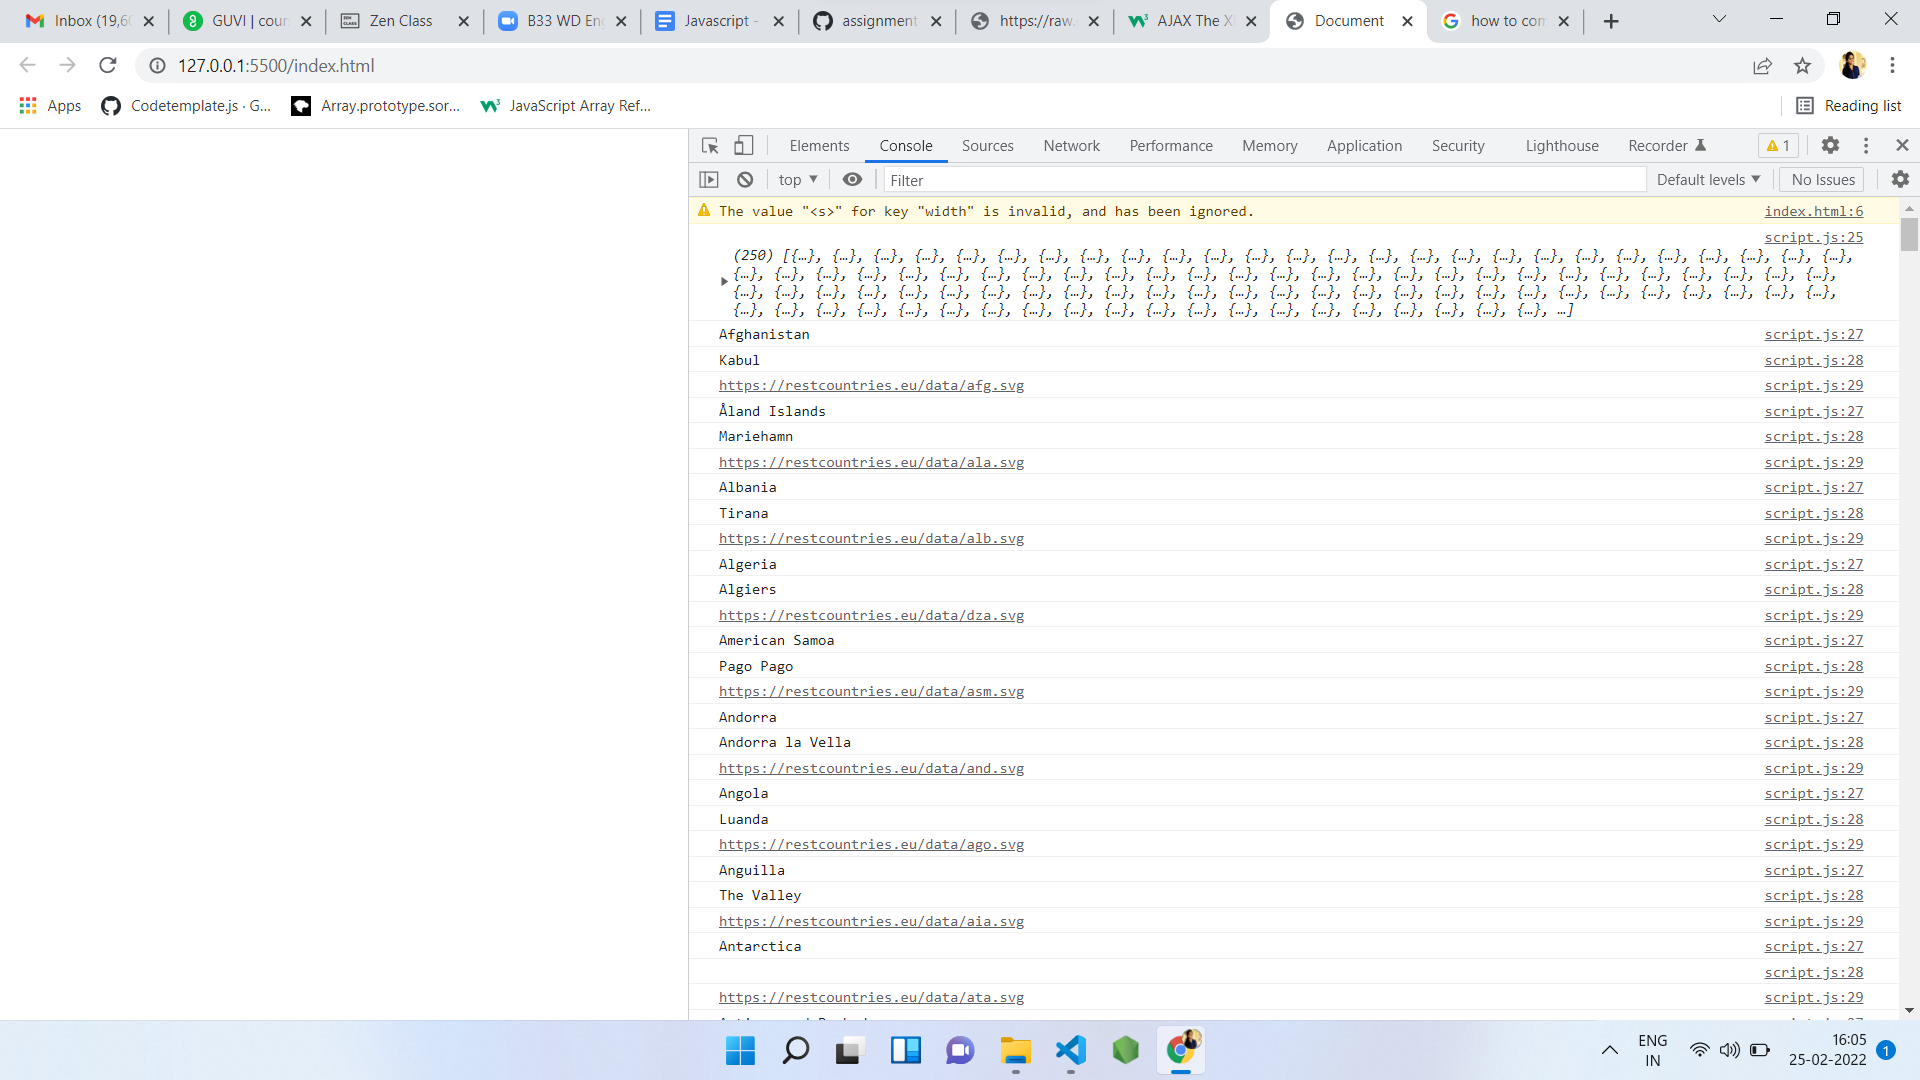 Inbox (19,60
GUVI | cour
Zen Class
B33 WD Eng
Javascript -
assignment
https://raw.
AJAX The X
Document
how to com
127.0.0.1:5500/index.html
Apps
Codetemplate.js · G...
Array.prototype.sor...
JavaScript Array Ref...
Reading list
Elements Console Sources Network Performance Memory Application Security Lighthouse Recorder 1
top Filter Default levels No Issues
The value "<s>" for key "width" is invalid, and has been ignored. index.html:6
script.js:25
(250) [{…}, {…}, {…}, {…}, {…}, {…}, {…}, {…}, {…}, {…}, {…}, {…}, {…}, {…}, {…}, {…}, {…}, {…}, {…}, {…}, {…}, {…}, {…}, {…}, {…}, {…},
{…}, {…}, {…}, {…}, {…}, {…}, {…}, {…}, {…}, {…}, {…}, {…}, {…}, {…}, {…}, {…}, {…}, {…}, {…}, {…}, {…}, {…}, {…}, {…}, {…}, {…}, {…},
{…}, {…}, {…}, {…}, {…}, {…}, {…}, {…}, {…}, {…}, {…}, {…}, {…}, {…}, {…}, {…}, {…}, {…}, {…}, {…}, {…}, {…}, {…}, {…}, {…}, {…}, {…},
{…}, {…}, {…}, {…}, {…}, {…}, {…}, {…}, {…}, {…}, {…}, {…}, {…}, {…}, {…}, {…}, {…}, {…}, {…}, {…}, …]
Afghanistan script.js:27
Kabul script.js:28
https://restcountries.eu/data/afg.svg script.js:29
Åland Islands script.js:27
Mariehamn script.js:28
https://restcountries.eu/data/ala.svg script.js:29
Albania script.js:27
Tirana script.js:28
https://restcountries.eu/data/alb.svg script.js:29
Algeria script.js:27
Algiers script.js:28
https://restcountries.eu/data/dza.svg script.js:29
American Samoa script.js:27
Pago Pago script.js:28
https://restcountries.eu/data/asm.svg script.js:29
Andorra script.js:27
Andorra la Vella script.js:28
https://restcountries.eu/data/and.svg script.js:29
Angola script.js:27
Luanda script.js:28
https://restcountries.eu/data/ago.svg script.js:29
Anguilla script.js:27
The Valley script.js:28
https://restcountries.eu/data/aia.svg script.js:29
Antarctica script.js:27
script.js:28
https://restcountries.eu/data/ata.svg script.js:29
ENG
IN
16:05
25-02-2022
1